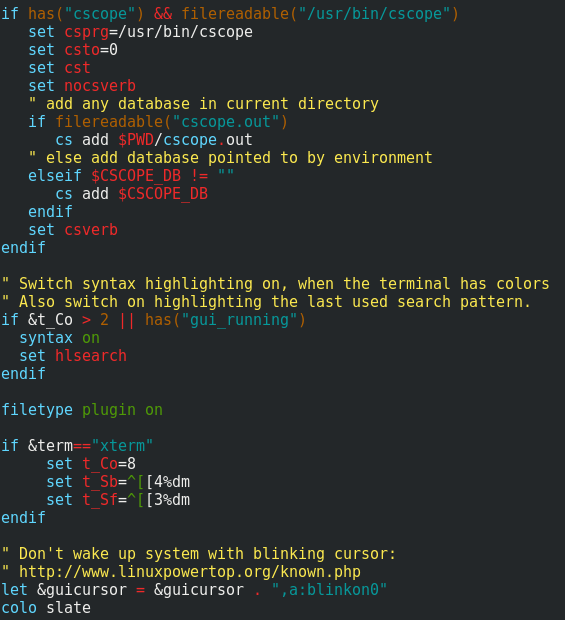 if has("cscope") && filereadable("/usr/bin/cscope")
   set csprg=/usr/bin/cscope
   set csto=0
   set cst
   set nocsverb
   " add any database in current directory
   if filereadable("cscope.out")
      cs add $PWD/cscope.out
   " else add database pointed to by environment
   elseif $CSCOPE_DB != ""
      cs add $CSCOPE_DB
   endif
   set csverb
endif

" Switch syntax highlighting on, when the terminal has colors
" Also switch on highlighting the last used search pattern.
if &t_Co > 2 || has("gui_running")
  syntax on
  set hlsearch
endif

filetype plugin on

if &term=="xterm"
     set t_Co=8
     set t_Sb=^[[4%dm
     set t_Sf=^[[3%dm
endif

" Don't wake up system with blinking cursor:
" http://www.linuxpowertop.org/known.php
let &guicursor = &guicursor . ",a:blinkon0"
colo slate